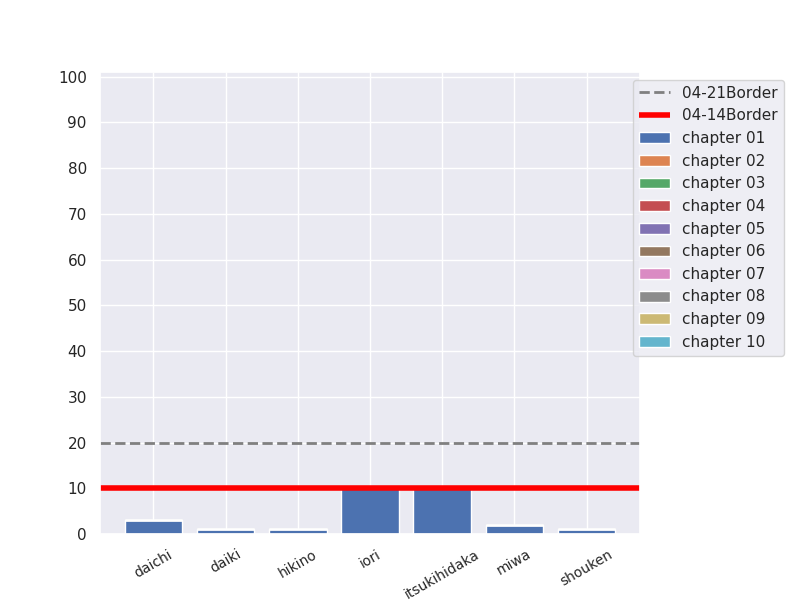 100
90
80
70
60
50
40
30
20
10
0
daichi
daiki
hikino
iori
itsukihidaka
miwa
shouken
04-21Border
04-14Border
chapter 01
chapter 02
chapter 03
chapter 04
chapter 05
chapter 06
chapter 07
chapter 08
chapter 09
chapter 10